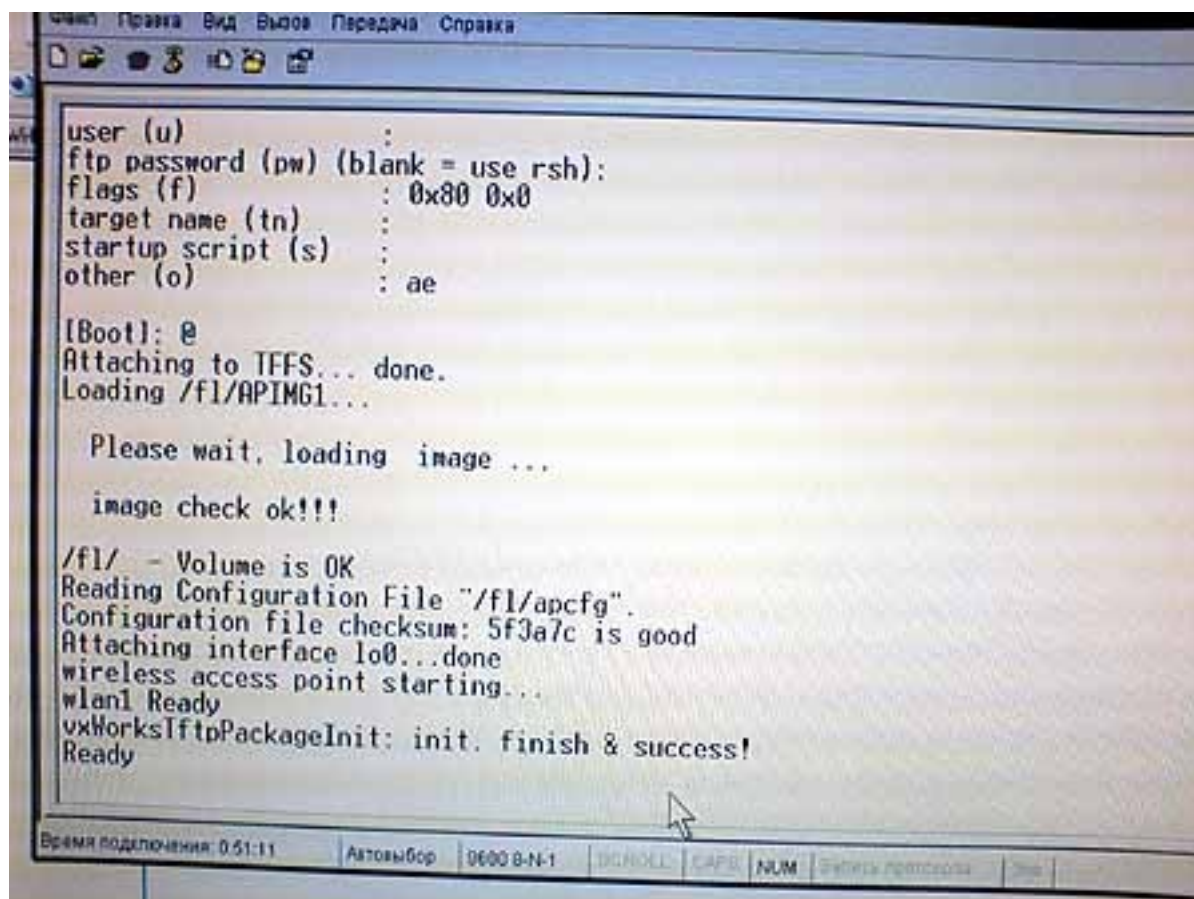 Файл Правка Вид Вызов Передача Справка
user (u) :
ftp password (pw) (blank = use rsh):
flags (f) : 0x80 0x0
target name (tn) :
startup script (s) :
other (o) : ae
[Boot]: @
Attaching to TFFS... done.
Loading /fl/APIMG1...
Please wait, loading image ...
image check ok!!!
/fl/ - Volume is OK
Reading Configuration File "/fl/apcfg".
Configuration file checksum: 5f3a7c is good
Attaching interface lo0...done
wireless access point starting...
wlan1 Ready
vxWorksTftpPackageInit: init: finish & success!
Ready
Время подключения: 0:51:11 Автовыбор 9600 8-N-1 SCROLL CAPS NUM Запись протокола Эхо